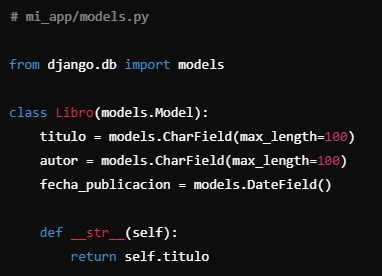 # mi_app/models.py

from django.db import models

class Libro(models.Model):
    titulo = models.CharField(max_length=100)
    autor = models.CharField(max_length=100)
    fecha_publicacion = models.DateField()

    def __str__(self):
        return self.titulo